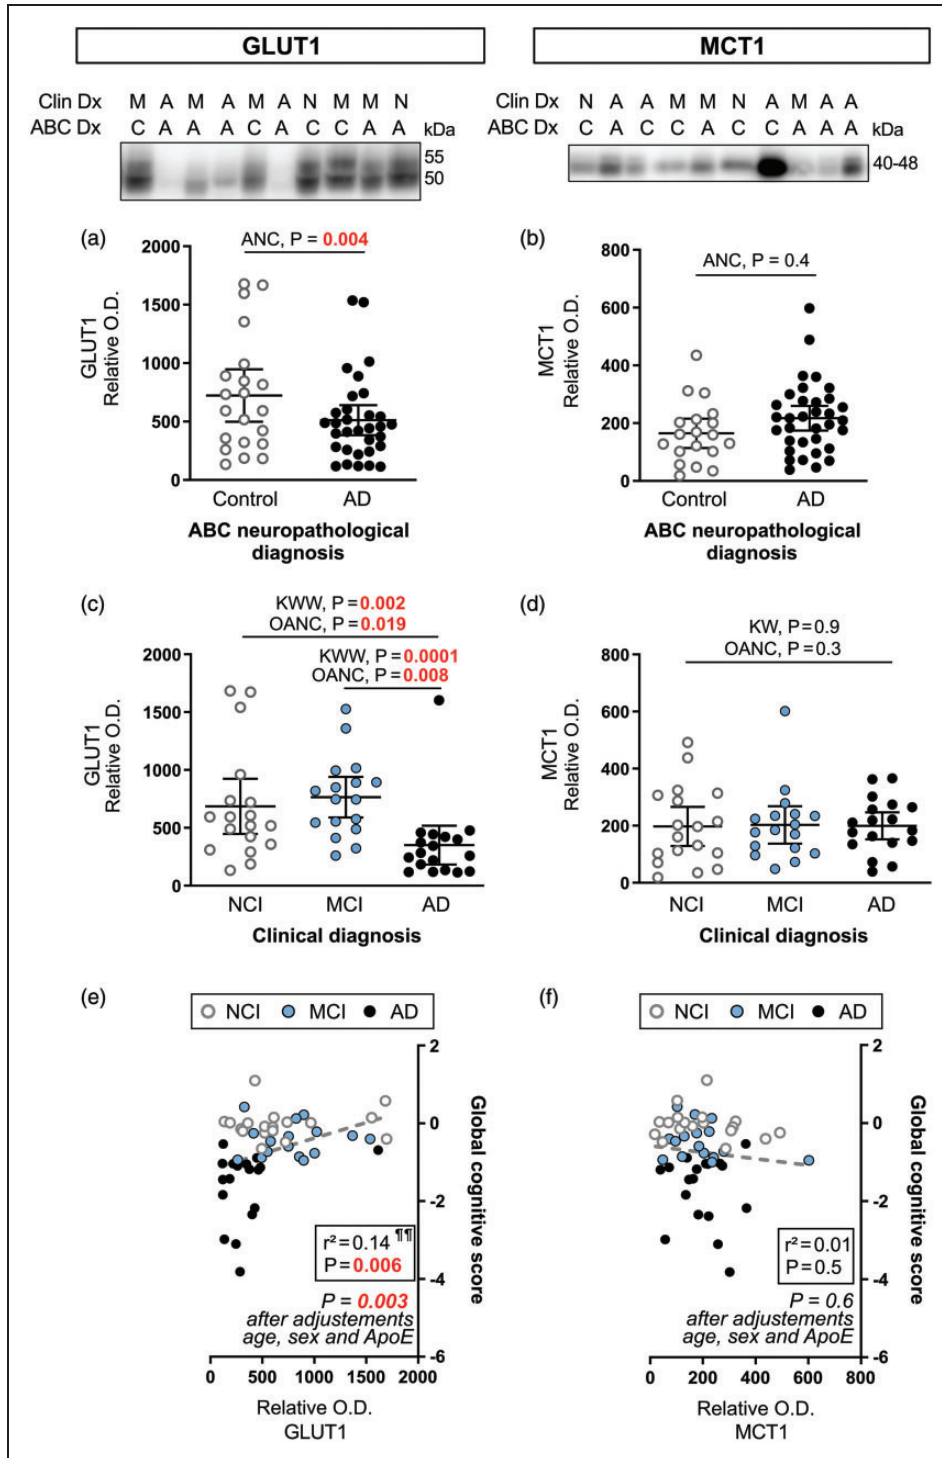 GLUT1
MCT1
Clin Dx M A M A M A N M M N
ABC Dx C A A A C A C C A A kDa
55
50
Clin Dx N A A M M N A M A A
ABC Dx C A C C A C C A A A kDa
40-48
(a)
ANC, P = 0.004
2000
1500
1000
500
0
GLUT1
Relative O.D.
Control AD
ABC neuropathological
diagnosis
(b)
ANC, P = 0.4
800
600
400
200
0
MCT1
Relative O.D.
Control AD
ABC neuropathological
diagnosis
(c)
KWW, P = 0.002
OANC, P = 0.019
KWW, P = 0.0001
OANC, P = 0.008
2000
1500
1000
500
0
GLUT1
Relative O.D.
NCI MCI AD
Clinical diagnosis
(d)
KW, P = 0.9
OANC, P = 0.3
800
600
400
200
0
MCT1
Relative O.D.
NCI MCI AD
Clinical diagnosis
(e)
NCI MCI AD
2
0
-2
-4
-6
Global cognitive score
r² = 0.14 ¶¶
P = 0.006
P = 0.003
after adjustements
age, sex and ApoE
0 500 1000 1500 2000
Relative O.D.
GLUT1
(f)
NCI MCI AD
2
0
-2
-4
-6
Global cognitive score
r² = 0.01
P = 0.5
P = 0.6
after adjustements
age, sex and ApoE
0 200 400 600 800
Relative O.D.
MCT1